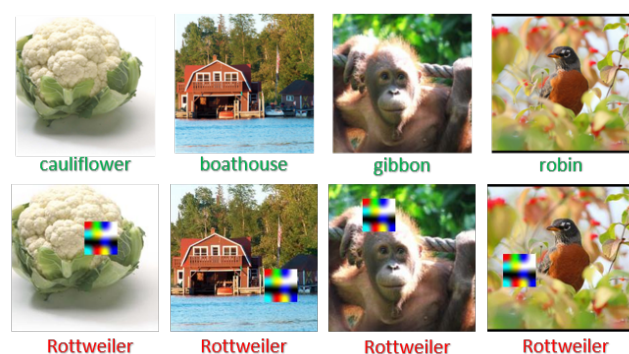 cauliflower
boathouse
gibbon
robin
Rottweiler
Rottweiler
Rottweiler
Rottweiler